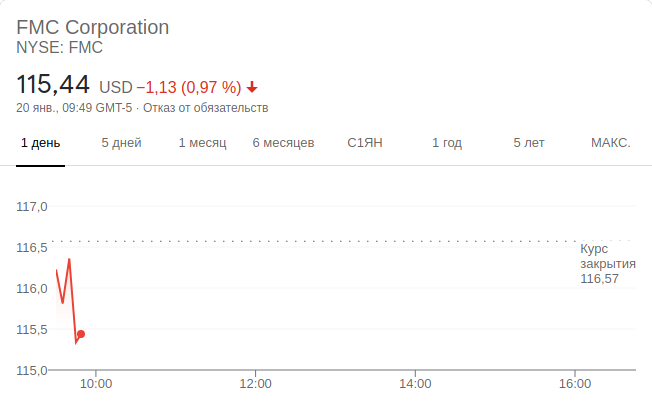 FMC Corporation
NYSE: FMC
115,44 USD −1,13 (0,97 %)
20 янв., 09:49 GMT-5 · Отказ от обязательств
1 день 5 дней 1 месяц 6 месяцев С1ЯН 1 год 5 лет МАКС.
117,0
116,5
Курс
закрытия
116,57
116,0
115,5
115,0
10:00 12:00 14:00 16:00